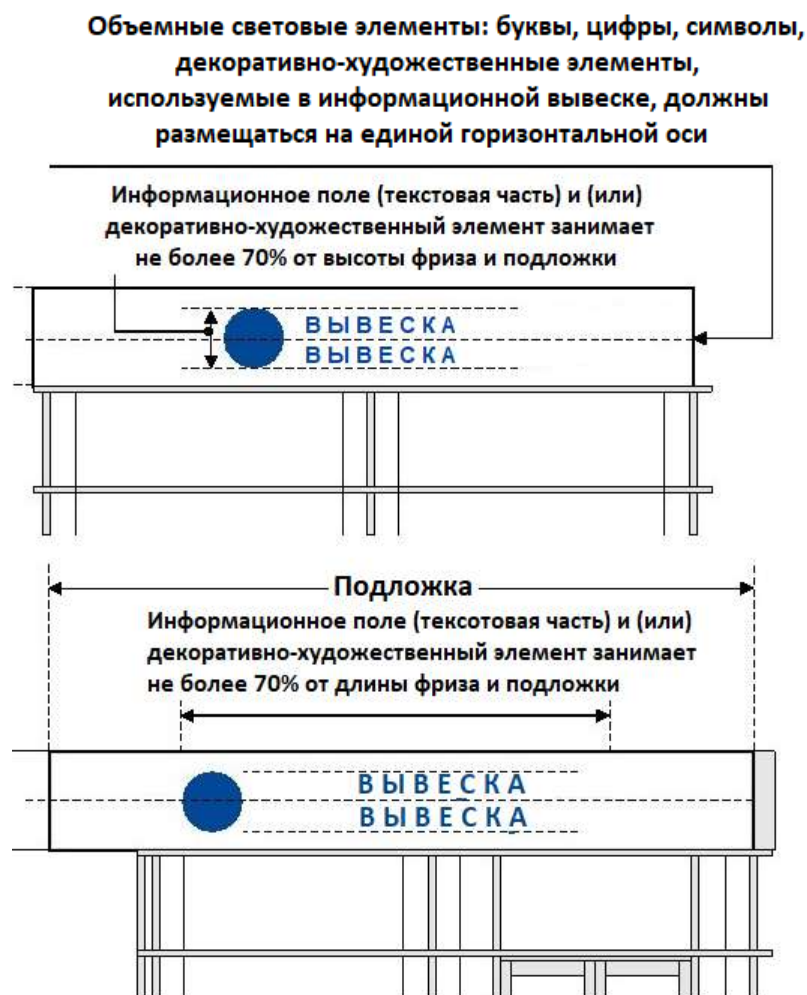 Объемные световые элементы: буквы, цифры, символы,
декоративно-художественные элементы,
используемые в информационной вывеске, должны
размещаться на единой горизонтальной оси
Информационное поле (текстовая часть) и (или)
декоративно-художественный элемент занимает
не более 70% от высоты фриза и подложки
ВЫВЕСКА
ВЫВЕСКА
Подложка
Информационное поле (тексотовая часть) и (или)
декоративно-художественный элемент занимает
не более 70% от длины фриза и подложки
ВЫВЕСКА
ВЫВЕСКА